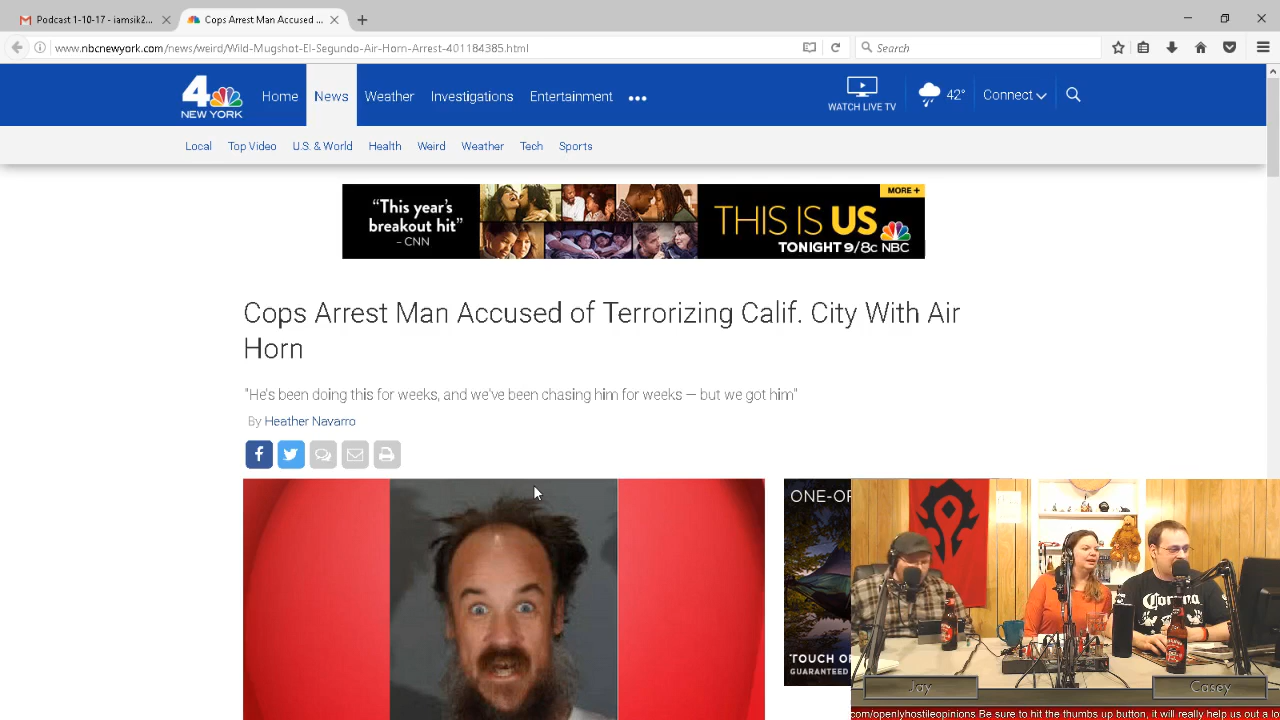 Podcast 1-10-17 - iamsik2...
Cops Arrest Man Accused ...
www.nbcnewyork.com/news/weird/Wild-Mugshot-El-Segundo-Air-Horn-Arrest-401184385.html
Search
4
NEW YORK
Home
News
Weather
Investigations
Entertainment
WATCH LIVE TV
42°
Connect
Local
Top Video
U.S. & World
Health
Weird
Weather
Tech
Sports
"This year's
breakout hit"
– CNN
MORE +
THIS IS US
TONIGHT 9/8c NBC
Cops Arrest Man Accused of Terrorizing Calif. City With Air
Horn
"He's been doing this for weeks, and we've been chasing him for weeks — but we got him"
By Heather Navarro
ONE-OF
TOUCH OF
GUARANTEED
Corona
Jay
Casey
com/openlyhostileopinions Be sure to hit the thumbs up button, it will really help us out a lo